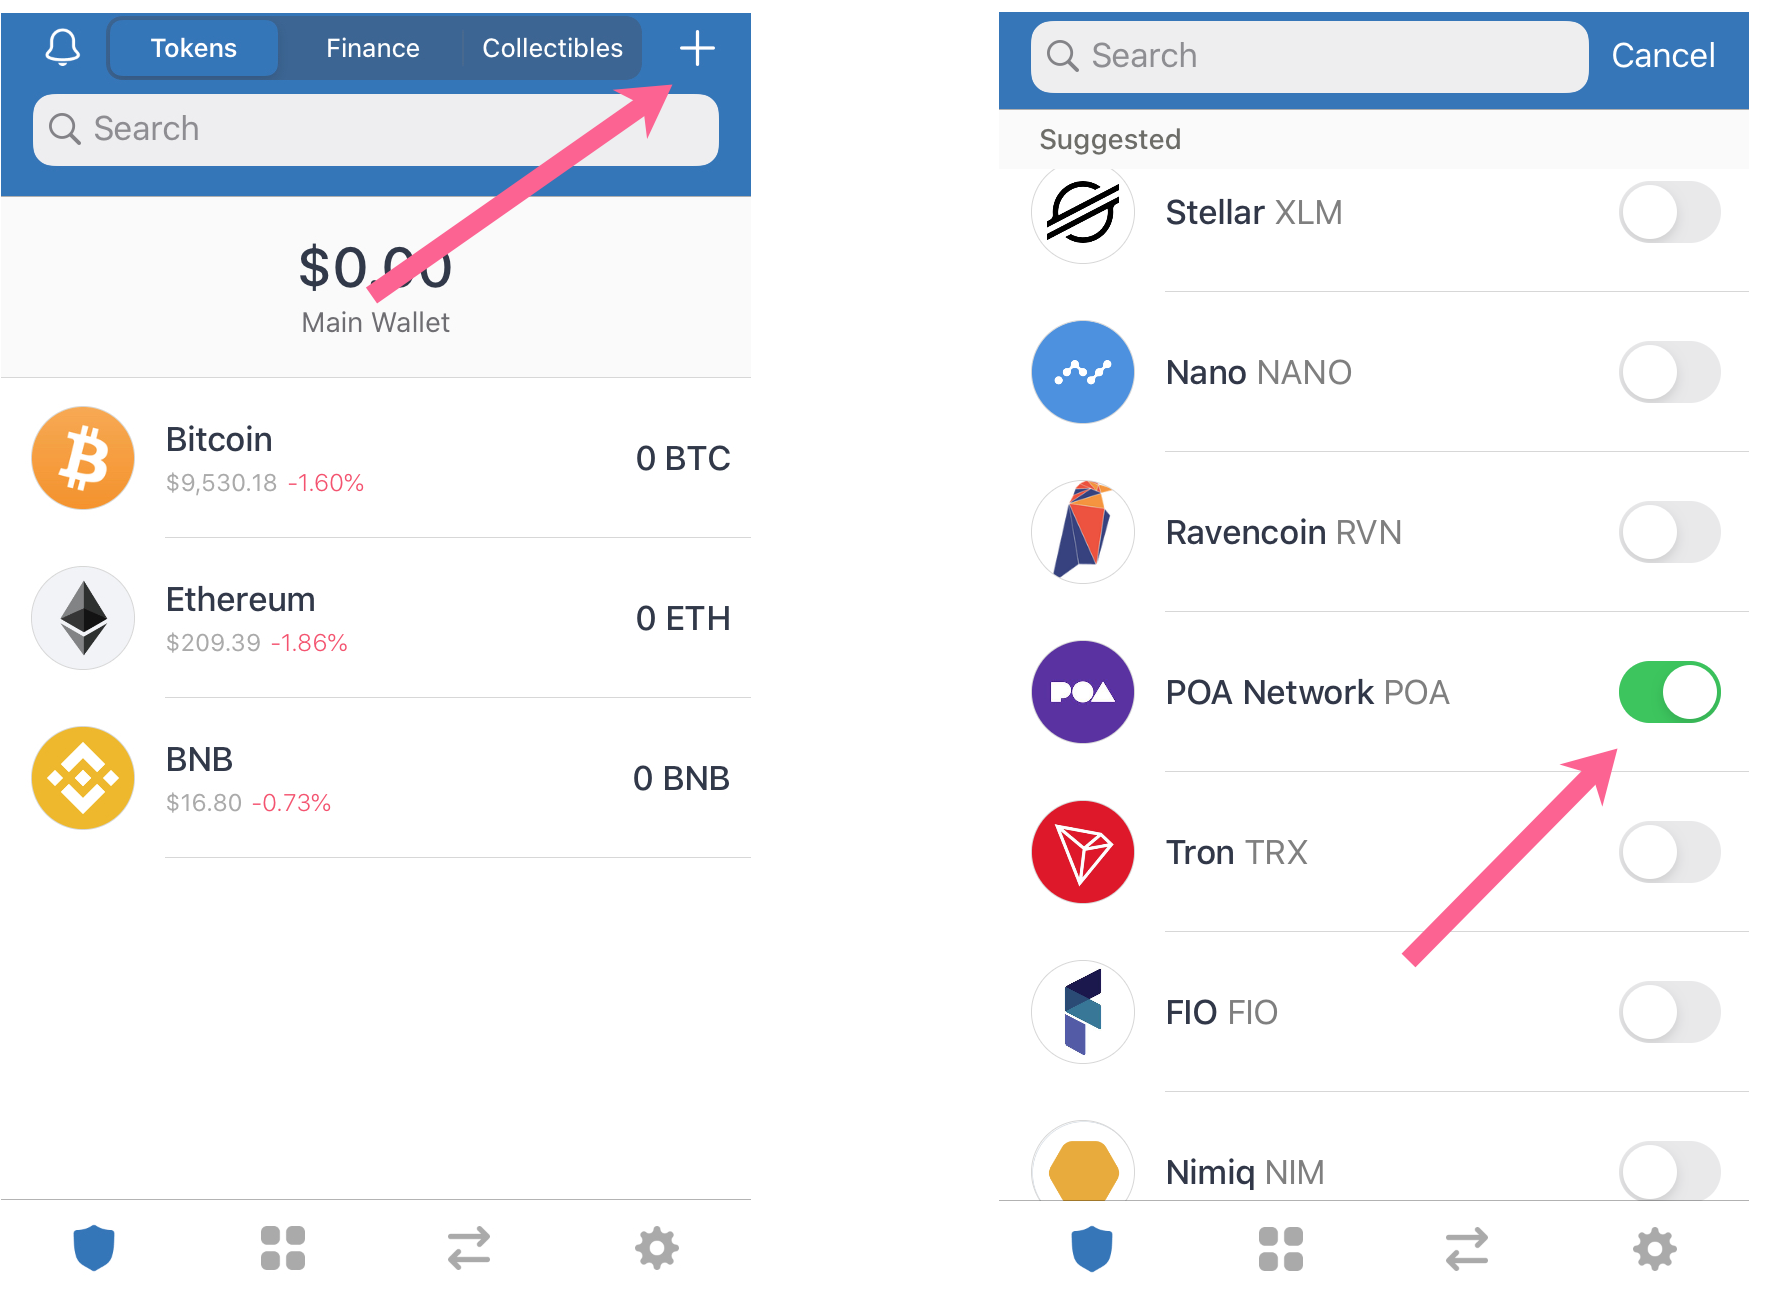 Tokens Finance Collectibles
Search
$0.00
Main Wallet
Bitcoin
$9,530.18 -1.60%
0 BTC
Ethereum
$209.39 -1.86%
0 ETH
BNB
$16.80 -0.73%
0 BNB
Search Cancel
Suggested
Stellar XLM
Nano NANO
Ravencoin RVN
POA
POA Network POA
Tron TRX
FIO FIO
Nimiq NIM